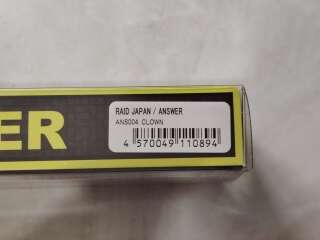 ER
RAID JAPAN / ANSWER
ANS004 CLOWN
4 570049 110894